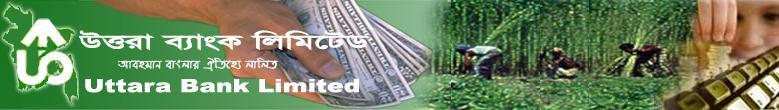 উত্তরা ব্যাংক লিমিটেড
আবহমান বাংলার ঐতিহ্যে লালিত
Uttara Bank Limited